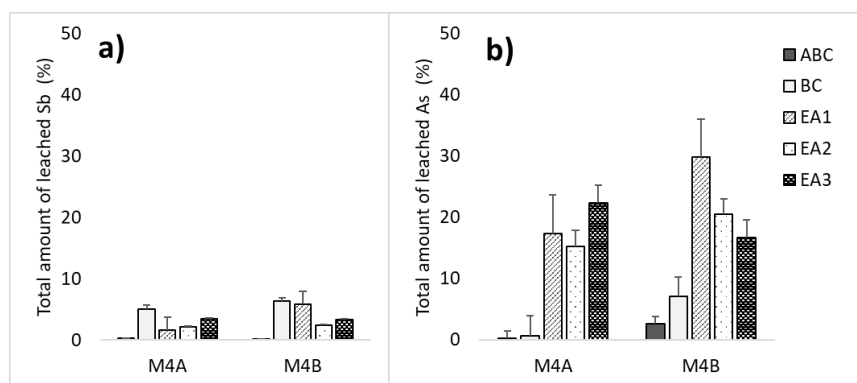 a)
Total amount of leached Sb (%)
50
40
30
20
10
0
M4A M4B
b)
Total amount of leached As (%)
50
40
30
20
10
0
M4A M4B
ABC
BC
EA1
EA2
EA3